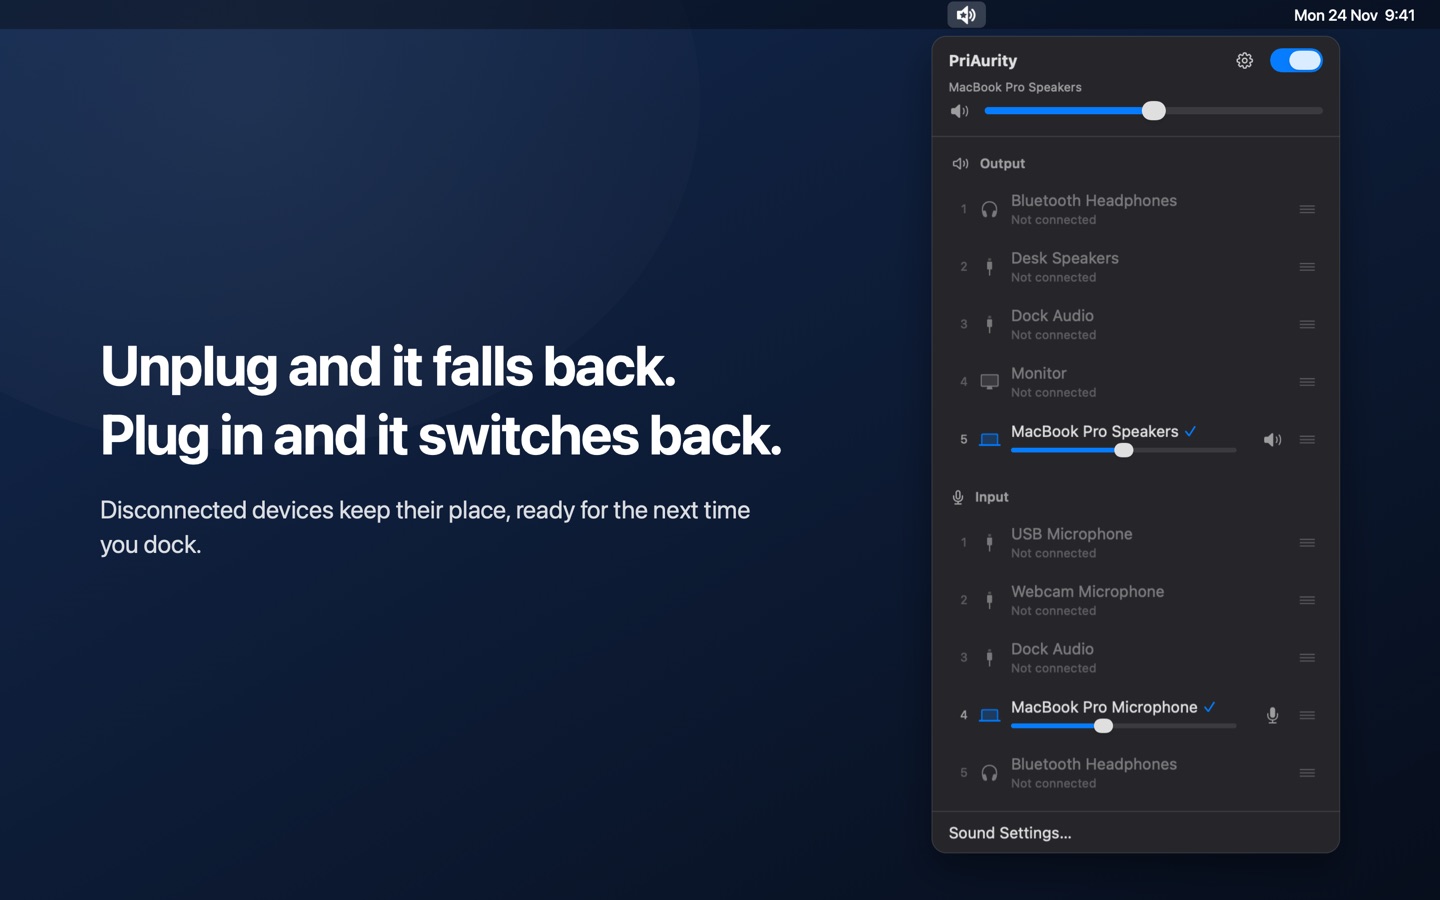 Mon 24 Nov 9:41
PriAurity
MacBook Pro Speakers
Output
1 Bluetooth Headphones
Not connected
2 Desk Speakers
Not connected
3 Dock Audio
Not connected
4 Monitor
Not connected
5 MacBook Pro Speakers ✓
Input
1 USB Microphone
Not connected
2 Webcam Microphone
Not connected
3 Dock Audio
Not connected
4 MacBook Pro Microphone ✓
5 Bluetooth Headphones
Not connected
Sound Settings...
Unplug and it falls back.
Plug in and it switches back.
Disconnected devices keep their place, ready for the next time
you dock.